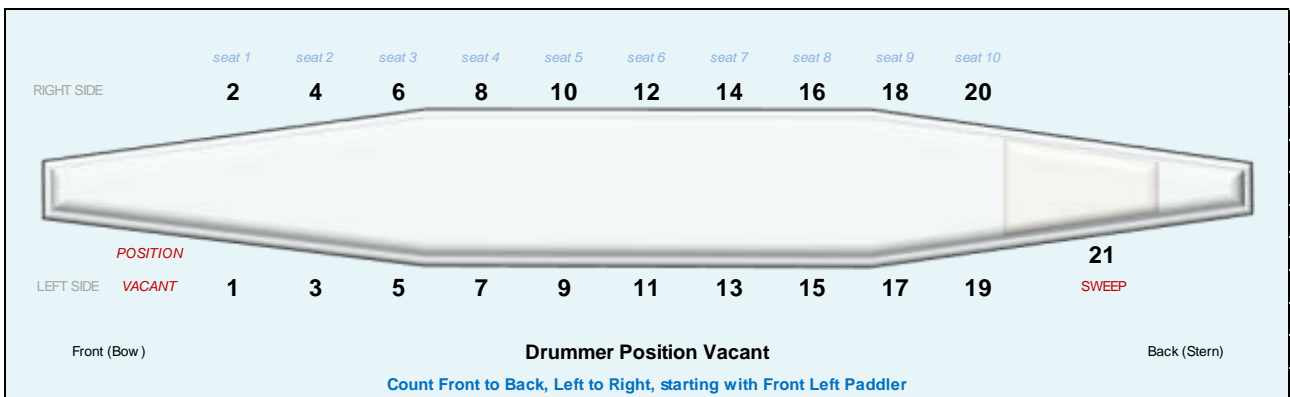 seat 1 seat 2 seat 3 seat 4 seat 5 seat 6 seat 7 seat 8 seat 9 seat 10
RIGHT SIDE 2 4 6 8 10 12 14 16 18 20
POSITION 21
LEFT SIDE VACANT 1 3 5 7 9 11 13 15 17 19 SWEEP
Front (Bow) Drummer Position Vacant Back (Stern)
Count Front to Back, Left to Right, starting with Front Left Paddler